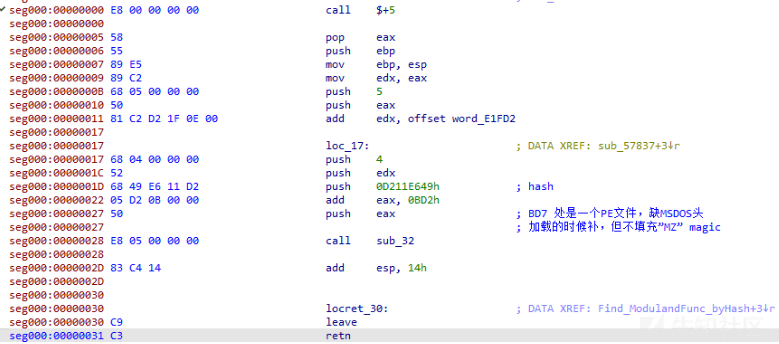 seg000:00000000 E8 00 00 00 00 call $+5
seg000:00000000
seg000:00000005 58 pop eax
seg000:00000006 55 push ebp
seg000:00000007 89 E5 mov ebp, esp
seg000:00000009 89 C2 mov edx, eax
seg000:0000000B 68 05 00 00 00 push 5
seg000:00000010 50 push eax
seg000:00000011 81 C2 D2 1F 0E 00 add edx, offset word_E1FD2
seg000:00000017
seg000:00000017 loc_17: ; DATA XREF: sub_57837+3↓r
seg000:00000017 68 04 00 00 00 push 4
seg000:0000001C 52 push edx
seg000:0000001D 68 49 E6 11 D2 push 0D211E649h ; hash
seg000:00000022 05 D2 0B 00 00 add eax, 0BD2h
seg000:00000027 50 push eax ; BD7 处是一个PE文件，缺MSDOS头
seg000:00000027 ; 加载的时候补，但不填充”MZ” magic
seg000:00000028 E8 05 00 00 00 call sub_32
seg000:00000028
seg000:0000002D 83 C4 14 add esp, 14h
seg000:0000002D
seg000:00000030
seg000:00000030 locret_30: ; DATA XREF: Find_ModulandFunc_byHash+3↓r
seg000:00000030 C9 leave
seg000:00000031 C3 retn